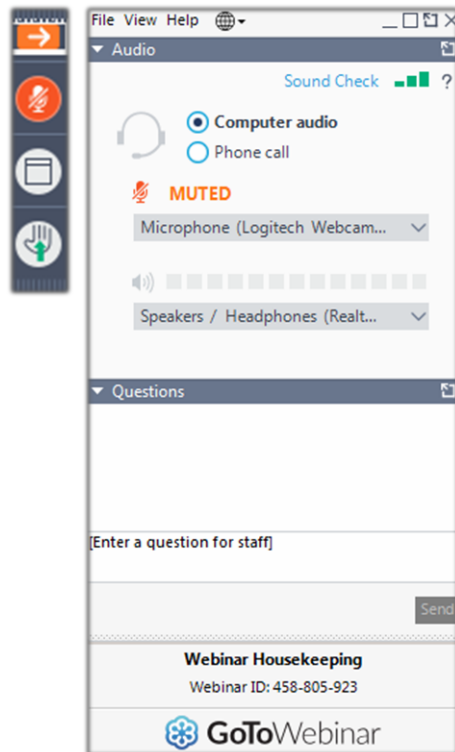 File View Help
Audio
Sound Check ?
Computer audio
Phone call
MUTED
Microphone (Logitech Webcam...
Speakers / Headphones (Realt...
Questions
[Enter a question for staff]
Send
Webinar Housekeeping
Webinar ID: 458-805-923
GoToWebinar